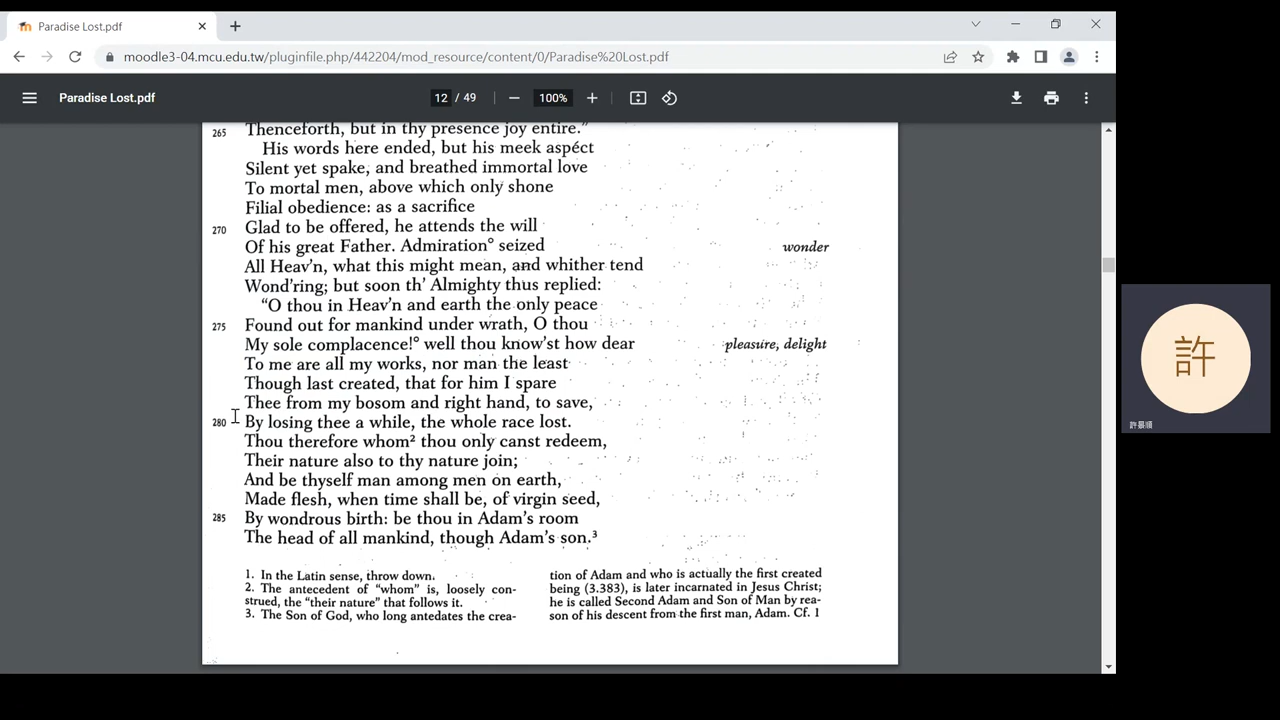 Paradise Lost.pdf
moodle3-04.mcu.edu.tw/pluginfile.php/442204/mod_resource/content/0/Paradise%20Lost.pdf
Paradise Lost.pdf
12 / 49
100%
265 Thenceforth, but in thy presence joy entire."
His words here ended, but his meek aspéct
Silent yet spake, and breathed immortal love
To mortal men, above which only shone
Filial obedience: as a sacrifice
270 Glad to be offered, he attends the will
Of his great Father. Admiration° seized wonder
All Heav'n, what this might mean, and whither tend
Wond'ring; but soon th' Almighty thus replied:
"O thou in Heav'n and earth the only peace
275 Found out for mankind under wrath, O thou
My sole complacence!° well thou know'st how dear pleasure, delight
To me are all my works, nor man the least
Though last created, that for him I spare
Thee from my bosom and right hand, to save,
280 By losing thee a while, the whole race lost.
Thou therefore whom² thou only canst redeem,
Their nature also to thy nature join;
And be thyself man among men on earth,
Made flesh, when time shall be, of virgin seed,
285 By wondrous birth: be thou in Adam's room
The head of all mankind, though Adam's son.³
1. In the Latin sense, throw down.
2. The antecedent of "whom" is, loosely con-
strued, the "their nature" that follows it.
3. The Son of God, who long antedates the crea-
tion of Adam and who is actually the first created
being (3.383), is later incarnated in Jesus Christ;
he is called Second Adam and Son of Man by rea-
son of his descent from the first man, Adam. Cf. 1
許
許景順